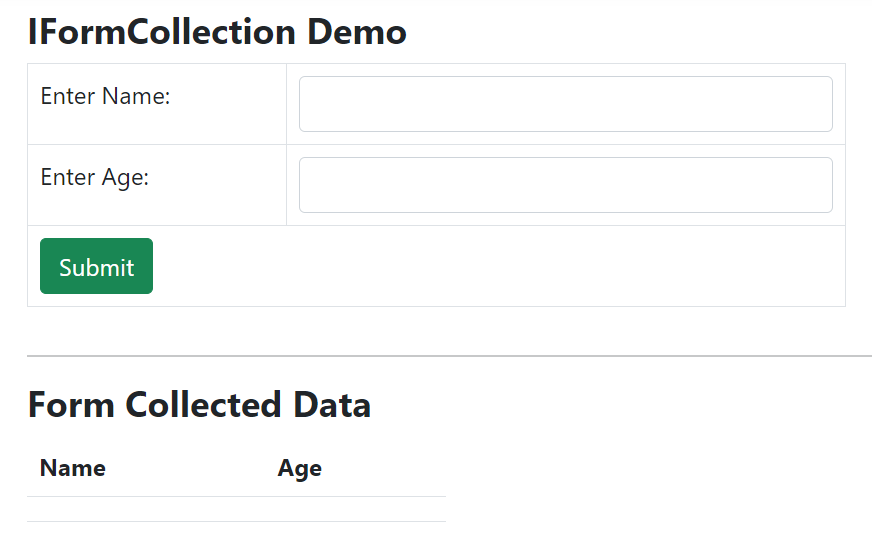 IFormCollection Demo
Enter Name:
Enter Age:
Submit
Form Collected Data
Name Age